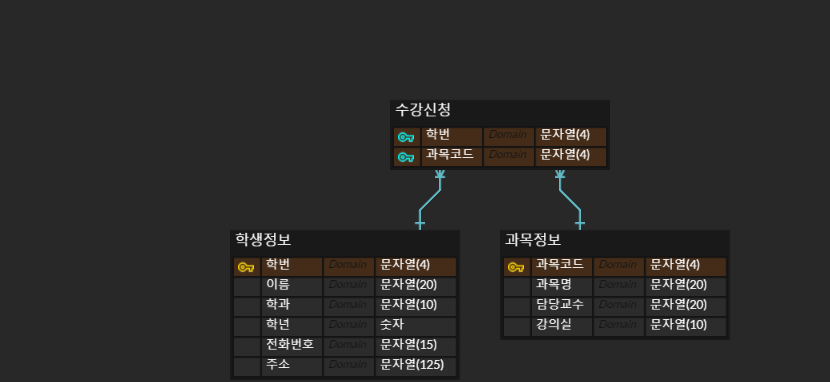 수강신청
학번 Domain 문자열(4)
과목코드 Domain 문자열(4)
학생정보
학번 Domain 문자열(4)
이름 Domain 문자열(20)
학과 Domain 문자열(10)
학년 Domain 숫자
전화번호 Domain 문자열(15)
주소 Domain 문자열(125)
과목정보
과목코드 Domain 문자열(4)
과목명 Domain 문자열(20)
담당교수 Domain 문자열(20)
강의실 Domain 문자열(10)